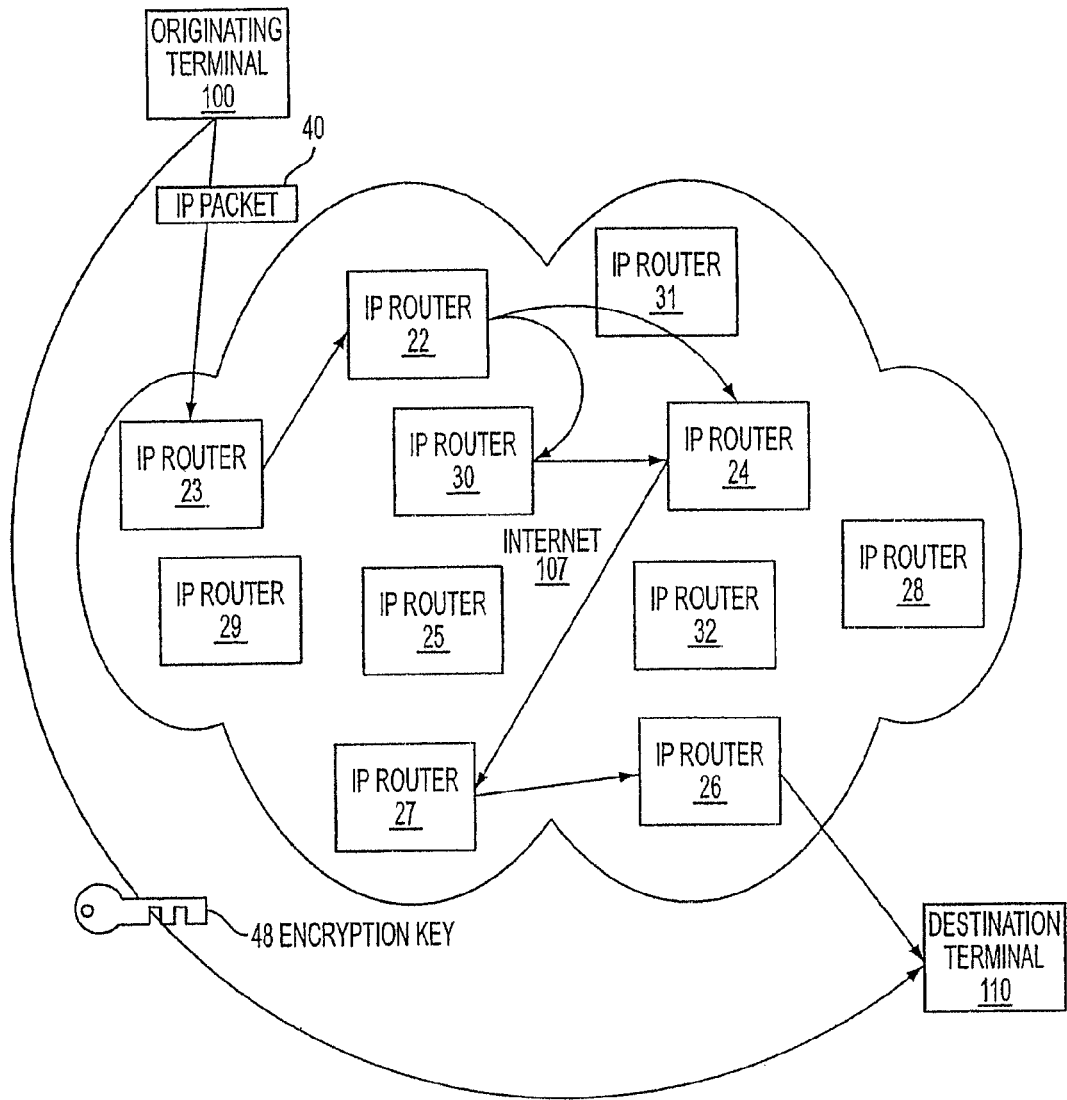 ORIGINATING
TERMINAL
100
40
IP PACKET
IP ROUTER
31
IP ROUTER
22
IP ROUTER
23
IP ROUTER
30
IP ROUTER
24
INTERNET
107
IP ROUTER
29
IP ROUTER
25
IP ROUTER
32
IP ROUTER
28
IP ROUTER
27
IP ROUTER
26
48 ENCRYPTION KEY
DESTINATION
TERMINAL
110